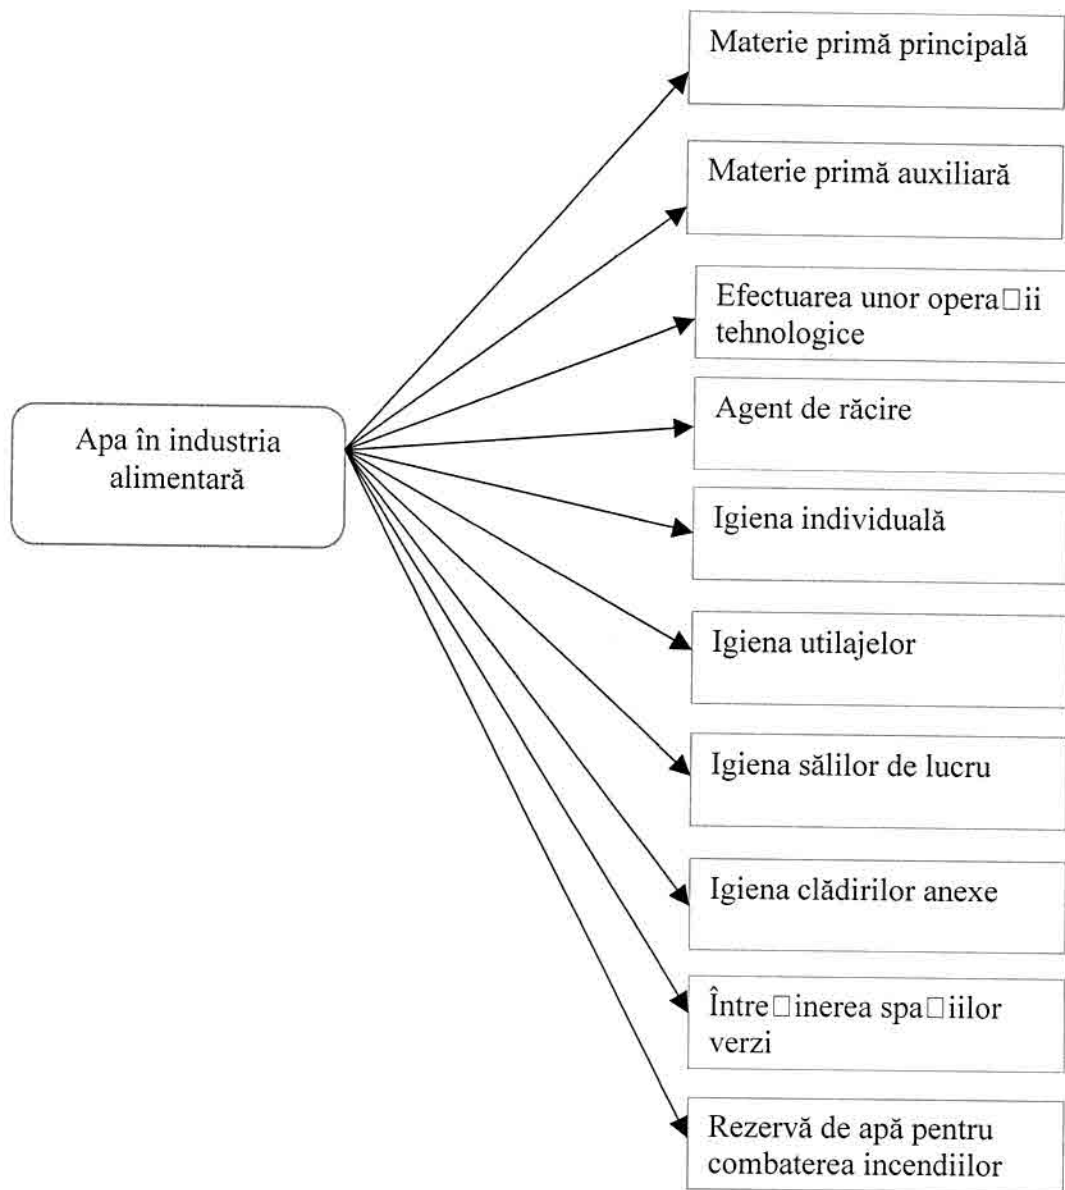 Materie primă principală
Materie primă auxiliară
Efectuarea unor opera□ii
tehnologice
Agent de răcire
Apa în industria
alimentară
Igiena individuală
Igiena utilajelor
Igiena sălilor de lucru
Igiena clădirilor anexe
Între□inerea spa□iilor
verzi
Rezervă de apă pentru
combaterea incendiilor